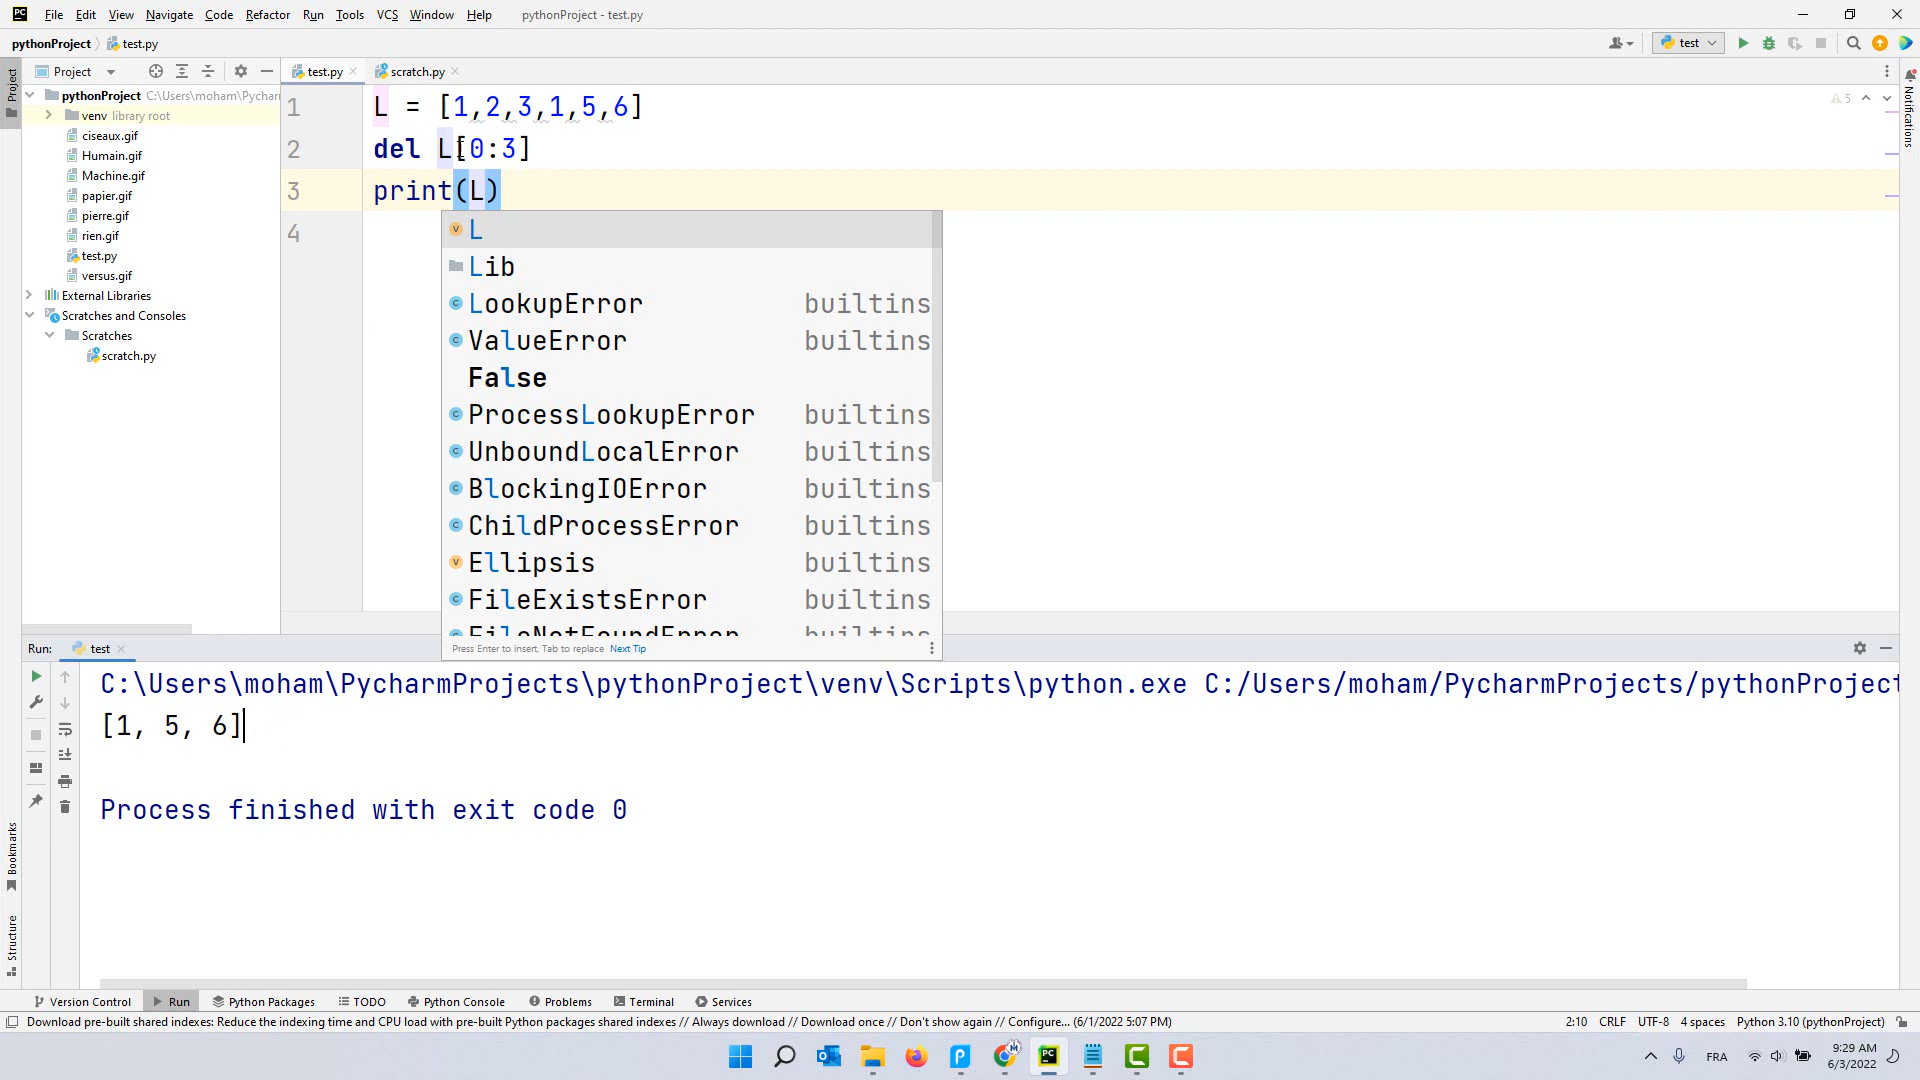 File Edit View Navigate Code Refactor Run Tools VCS Window Help pythonProject - test.py
pythonProject test.py
test
Project
test.py
scratch.py
Project
pythonProject C:\Users\moham\Pychar
venv library root
ciseaux.gif
Humain.gif
Machine.gif
papier.gif
pierre.gif
rien.gif
test.py
versus.gif
External Libraries
Scratches and Consoles
Scratches
scratch.py
1 L = [1,2,3,1,5,6]
2 del L[0:3]
3 print(L)
4
5
Notifications
L
Lib
LookupError builtins
ValueError builtins
False
ProcessLookupError builtins
UnboundLocalError builtins
BlockingIOError builtins
ChildProcessError builtins
Ellipsis builtins
FileExistsError builtins
FileNotFoundError builtins
Press Enter to insert, Tab to replace Next Tip
Run: test
C:\Users\moham\PycharmProjects\pythonProject\venv\Scripts\python.exe C:/Users/moham/PycharmProjects/pythonProject
[1, 5, 6]
Process finished with exit code 0
Bookmarks
Structure
Version Control Run Python Packages TODO Python Console Problems Terminal Services
Download pre-built shared indexes: Reduce the indexing time and CPU load with pre-built Python packages shared indexes // Always download // Download once // Don't show again // Configure... (6/1/2022 5:07 PM) 2:10 CRLF UTF-8 4 spaces Python 3.10 (pythonProject)
FRA
9:29 AM
6/3/2022